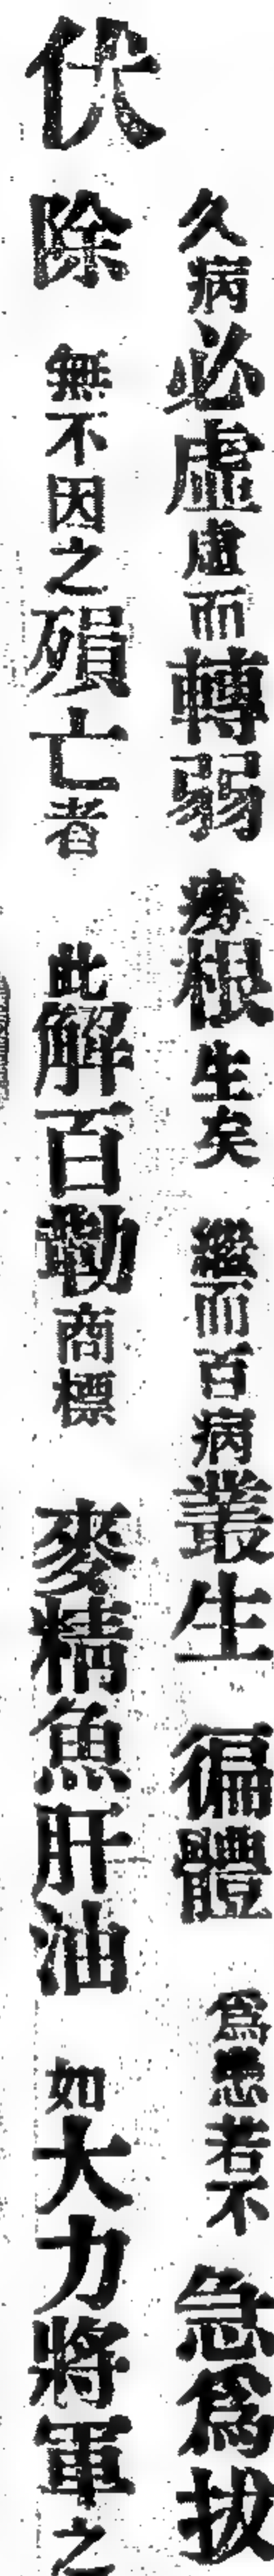 久病必虛虛而轉弱癆根生矣繼而百病叢生徧體爲患若不急爲拔
伏除無不因之殞亡者此解百勳商標麥精魚肝油如大力將軍之